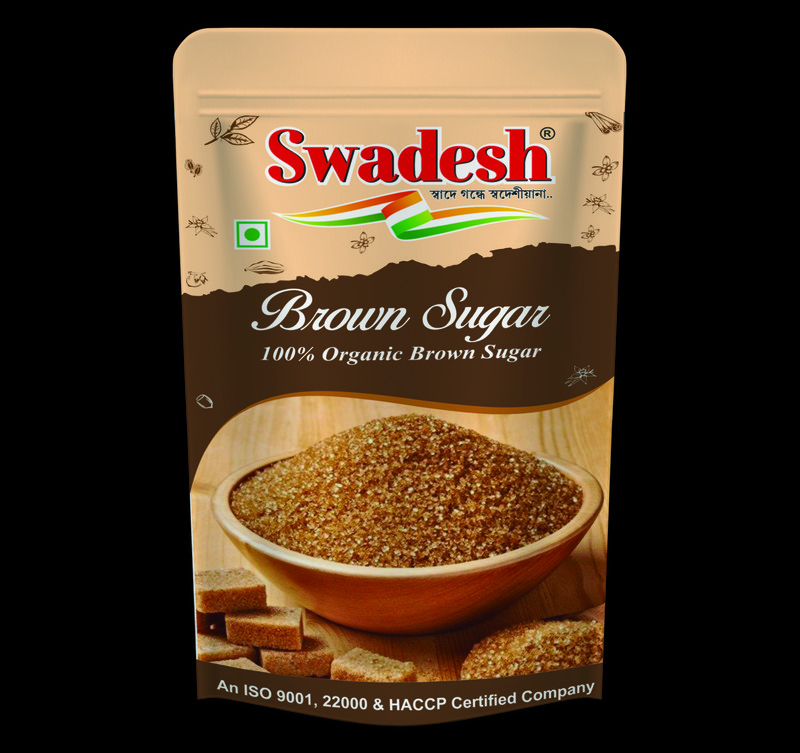 Swadesh®
স্বাদে গন্ধে স্বদেশীয়ানা..
Brown Sugar
100% Organic Brown Sugar
An ISO 9001, 22000 & HACCP Certified Company